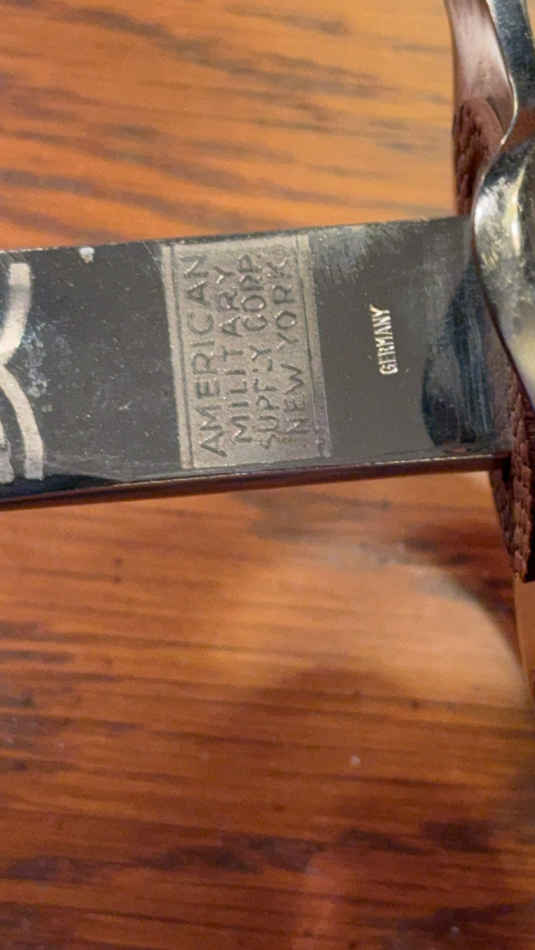 AMERICAN
MILITARY
SUPPLY CORP
NEW YORK
GERMANY